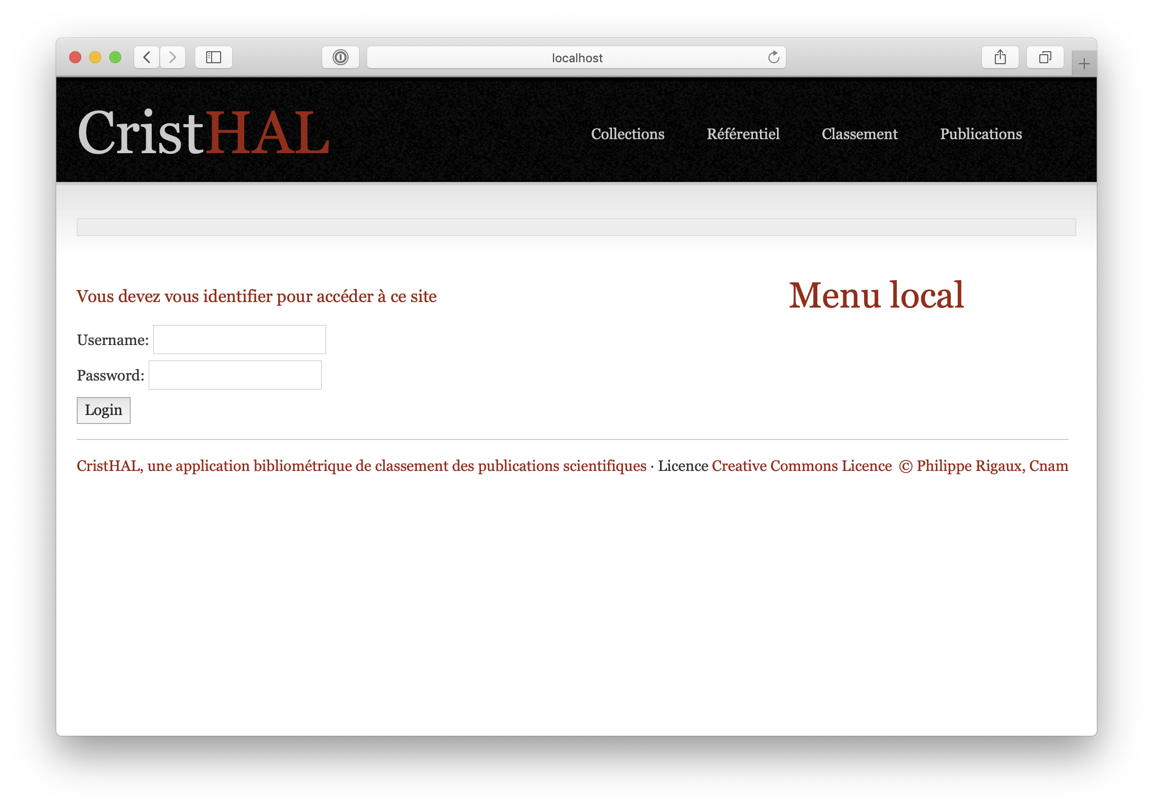 localhost
CristHAL
Collections Référentiel Classement Publications
Vous devez vous identifier pour accéder à ce site
Menu local
Username:
Password:
Login
CristHAL, une application bibliométrique de classement des publications scientifiques · Licence Creative Commons Licence © Philippe Rigaux, Cnam